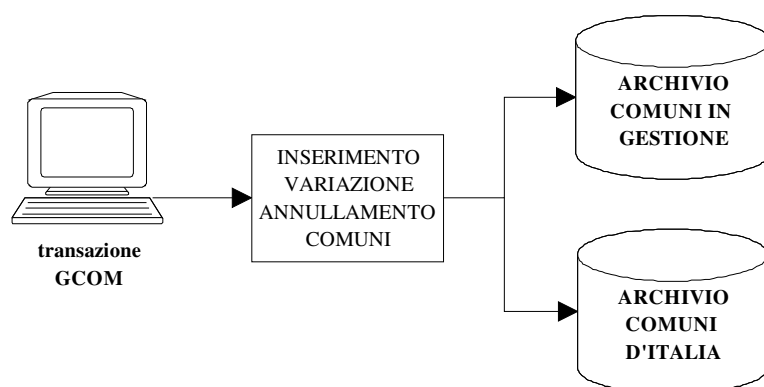 transazione
GCOM
INSERIMENTO
VARIAZIONE
ANNULLAMENTO
COMUNI
ARCHIVIO
COMUNI IN
GESTIONE
ARCHIVIO
COMUNI
D'ITALIA